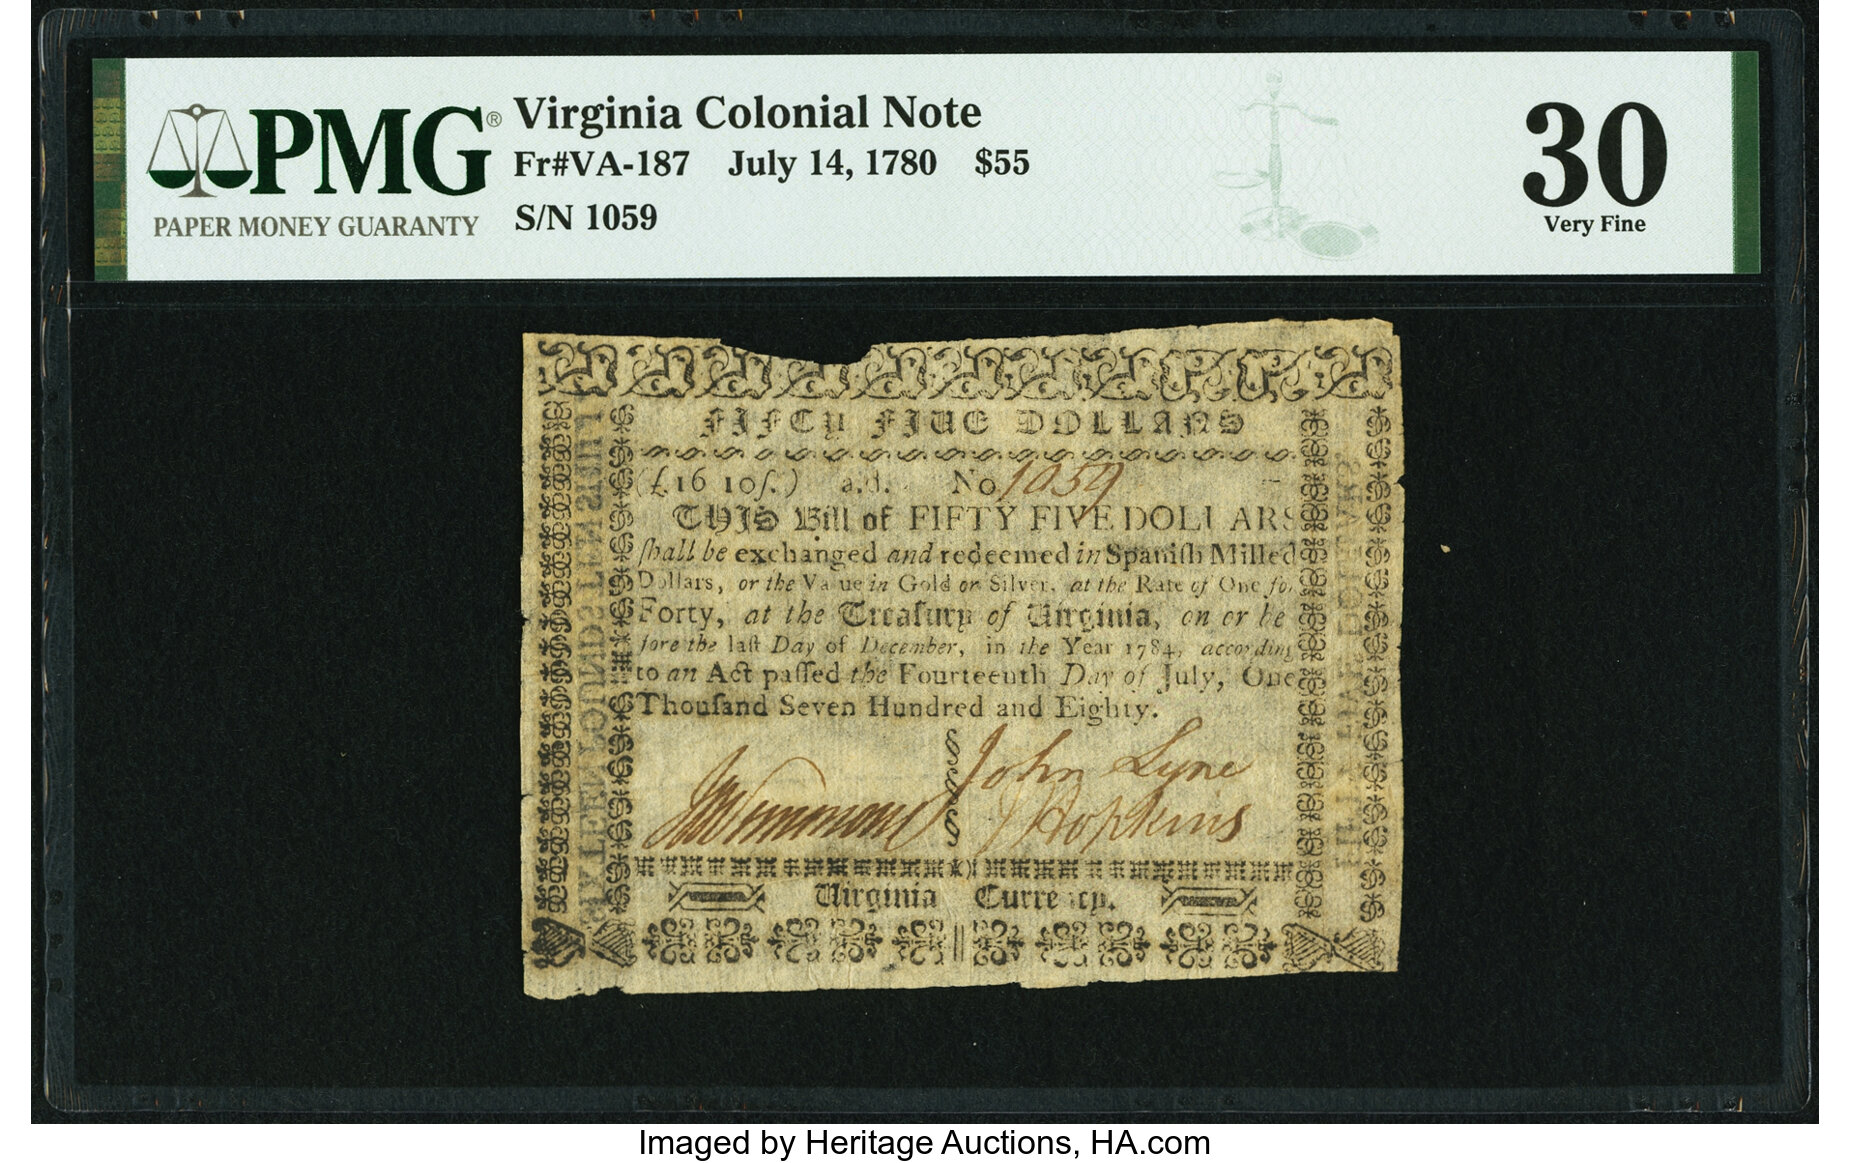 PMG®
PAPER MONEY GUARANTY
Virginia Colonial Note
Fr#VA-187 July 14, 1780 $55
S/N 1059
30
Very Fine
FIFTY FIVE DOLLARS
(£16 10ſ.) a.d. No 1059
THIS Bill of FIFTY FIVE DOLLARS
ſhall be exchanged and redeemed in Spaniſh Milled
Dollars, or the Value in Gold or Silver, at the Rate of One for
Forty, at the Treaſury of Virginia, on or be
fore the laſt Day of December, in the Year 1784, according
to an Act paſſed the Fourteenth Day of July, One
Thouſand Seven Hundred and Eighty.
John Lyne
J Hopkins
Virginia Currency.
Imaged by Heritage Auctions, HA.com